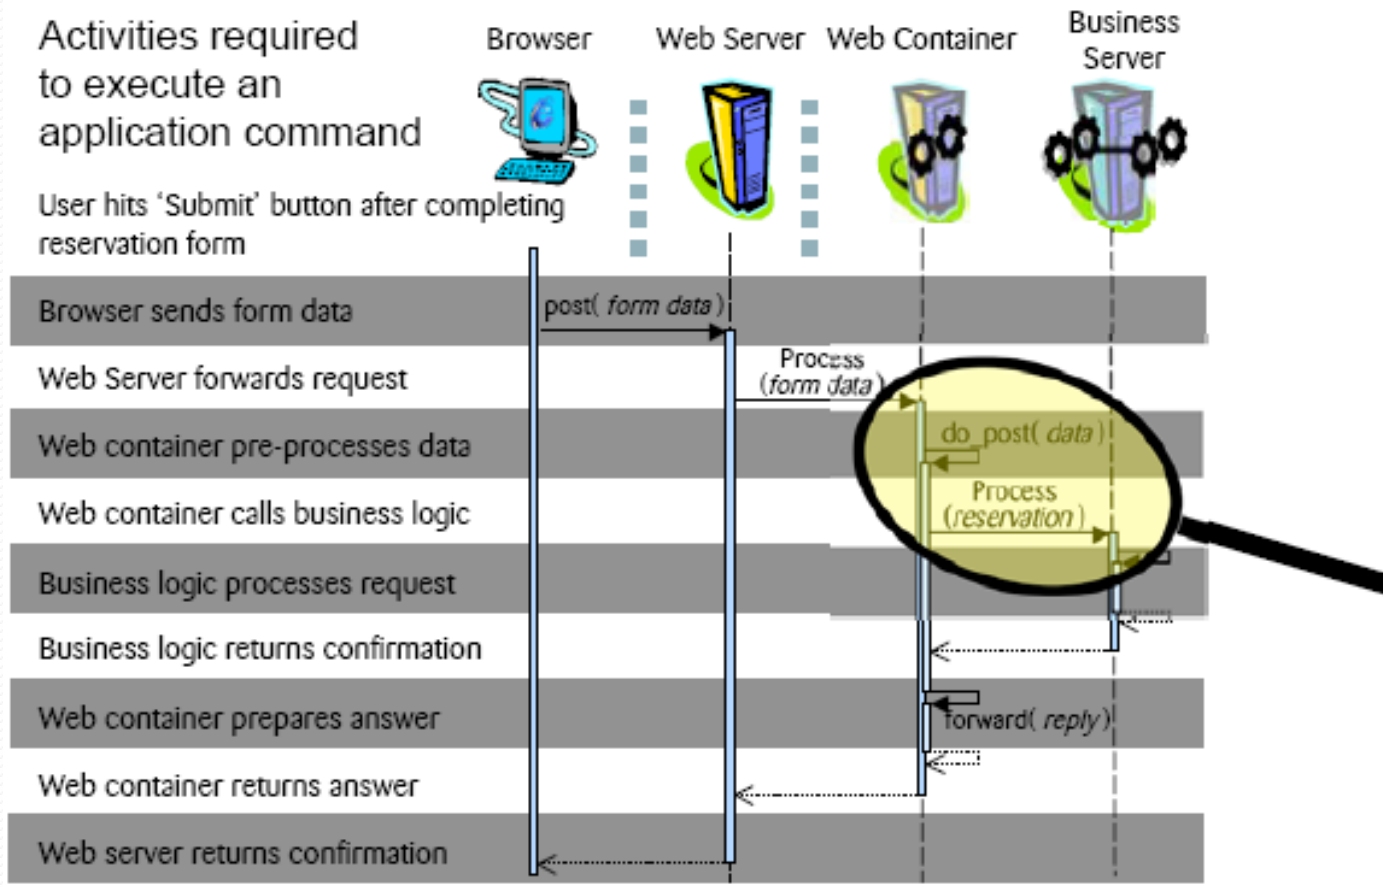 Activities required
to execute an
application command
Browser
Web Server
Web Container
Business
Server
User hits ‘Submit’ button after completing
reservation form
Browser sends form data
post( form data )
Web Server forwards request
Process
(form data)
Web container pre-processes data
do_post( data )
Web container calls business logic
Process
(reservation )
Business logic processes request
Business logic returns confirmation
Web container prepares answer
forward( reply )
Web container returns answer
Web server returns confirmation